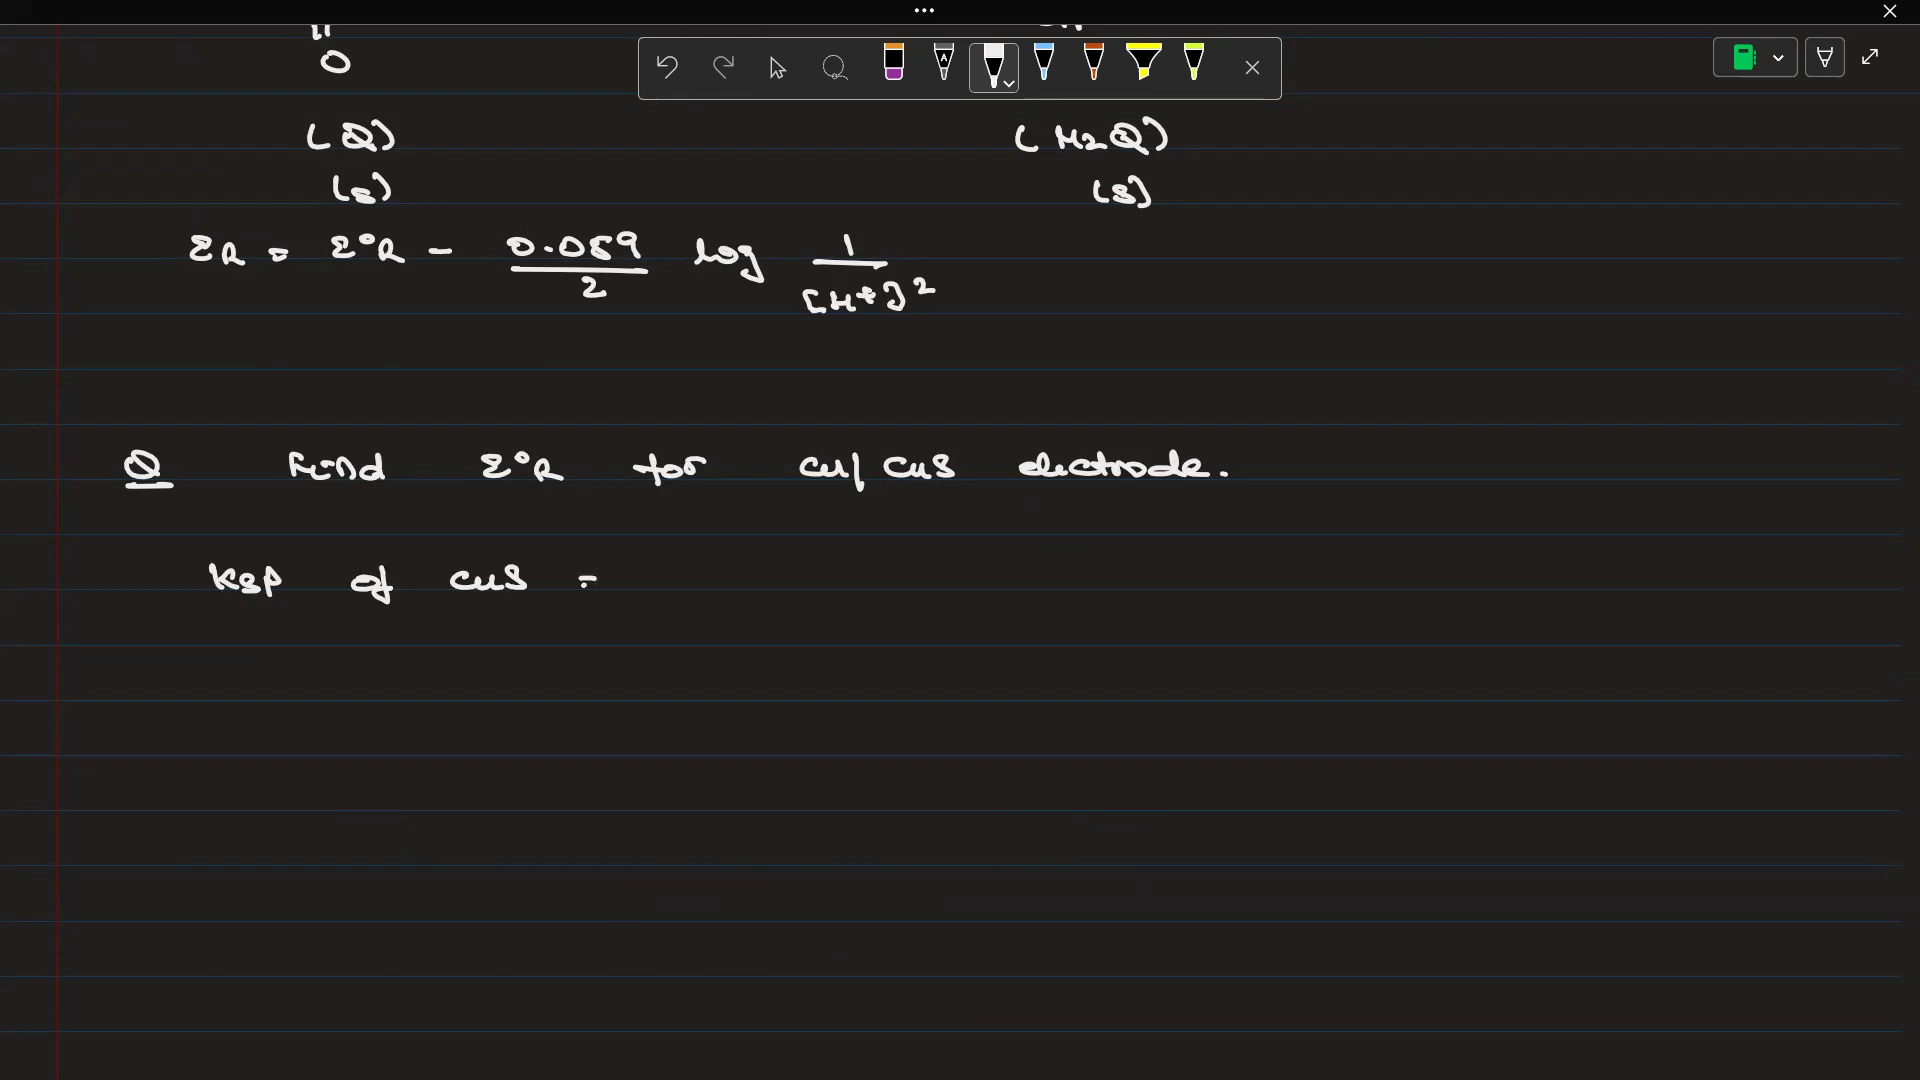 O
(Q) (H2Q)
(s) (s)
ER = E°R - 0.059/2 log 1/[H+]2
Q Find E°R for cu/cus electrode.
Ksp of cus =